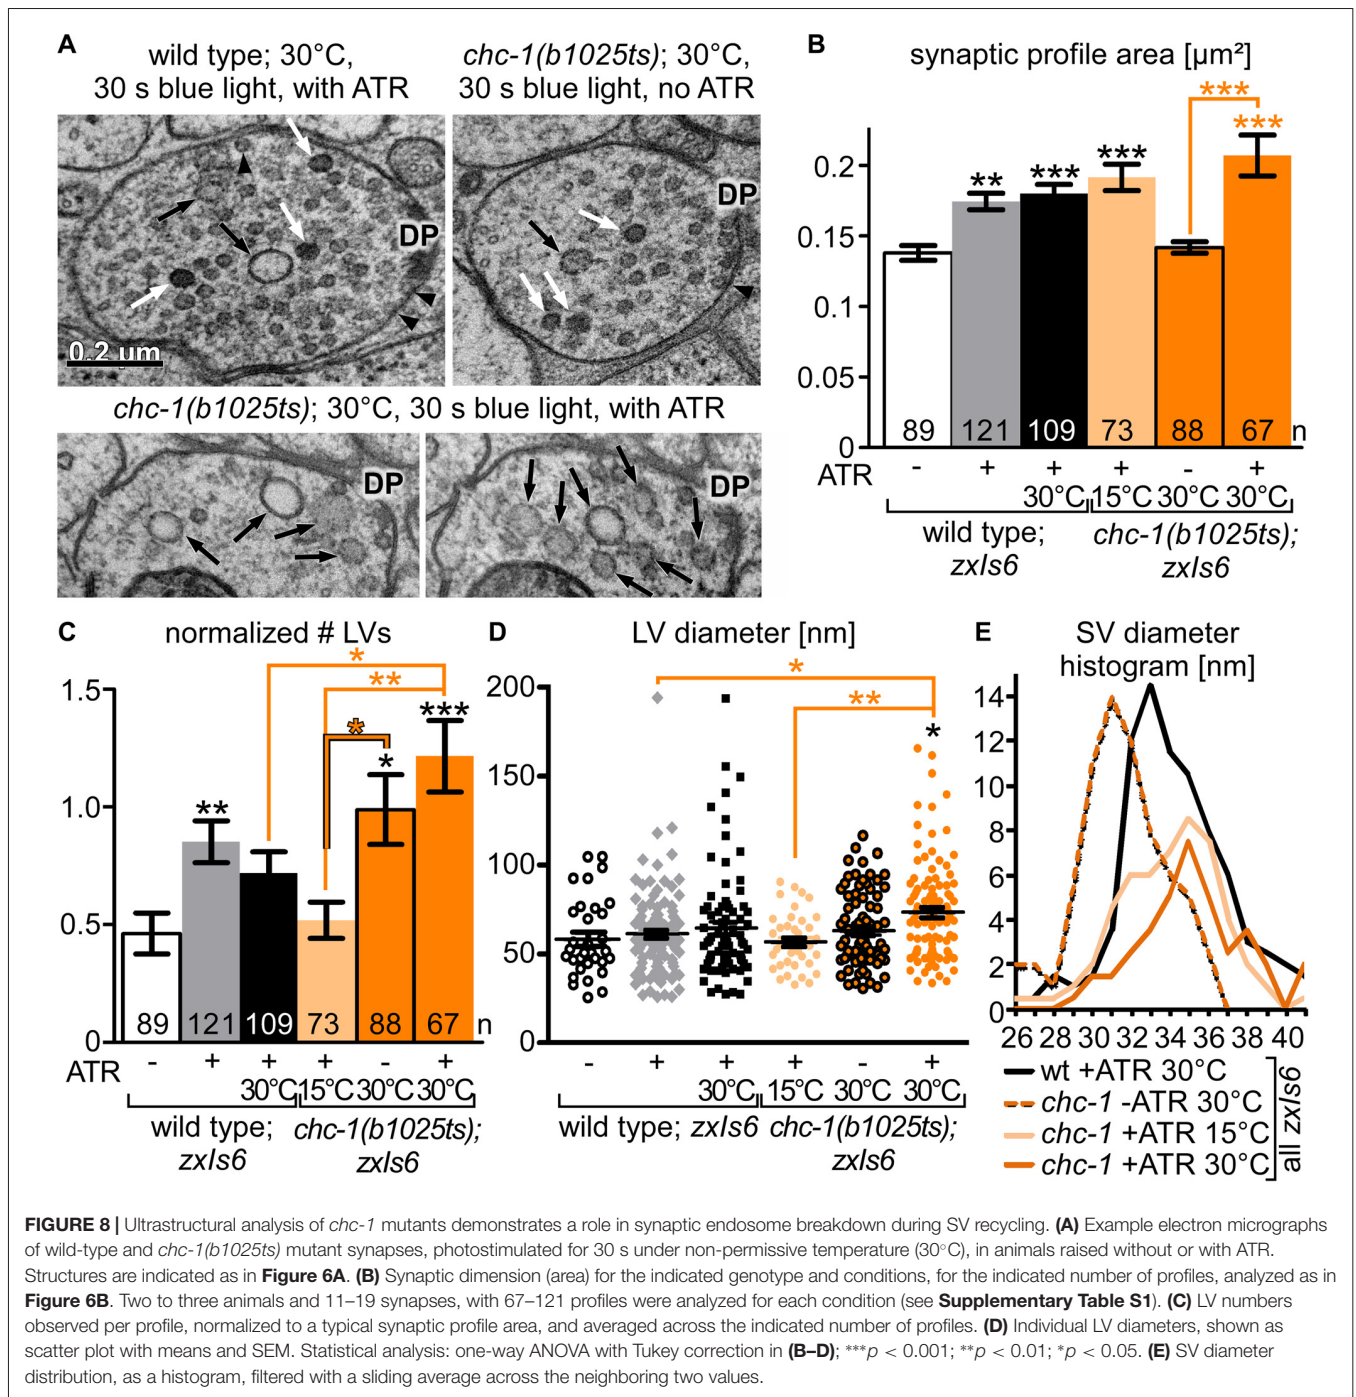 A
wild type; 30°C,
30 s blue light, with ATR
chc-1(b1025ts); 30°C,
30 s blue light, no ATR
DP
DP
0.2 µm
chc-1(b1025ts); 30°C, 30 s blue light, with ATR
DP
DP
B
synaptic profile area [µm²]
***
***
***
***
**
0.2
0.15
0.1
0.05
0
89 121 109 73 88 67 n
ATR - + + + - +
30°C 15°C 30°C 30°C
wild type; chc-1(b1025ts);
zxIs6 zxIs6
C
normalized # LVs
*
**
*
***
*
**
1.5
1.0
0.5
0
89 121 109 73 88 67 n
ATR - + + + - +
30°C 15°C 30°C 30°C
wild type; chc-1(b1025ts);
zxIs6 zxIs6
D
LV diameter [nm]
*
**
*
200
150
100
50
0
- + + + - +
30°C 15°C 30°C 30°C
wild type; zxIs6 chc-1(b1025ts);
zxIs6
E
SV diameter
histogram [nm]
14
12
10
8
6
4
2
0
26 28 30 32 34 36 38 40
wt +ATR 30°C
chc-1 -ATR 30°C
chc-1 +ATR 15°C
chc-1 +ATR 30°C
all zxIs6
FIGURE 8 | Ultrastructural analysis of chc-1 mutants demonstrates a role in synaptic endosome breakdown during SV recycling. (A) Example electron micrographs
of wild-type and chc-1(b1025ts) mutant synapses, photostimulated for 30 s under non-permissive temperature (30°C), in animals raised without or with ATR.
Structures are indicated as in Figure 6A. (B) Synaptic dimension (area) for the indicated genotype and conditions, for the indicated number of profiles, analyzed as in
Figure 6B. Two to three animals and 11–19 synapses, with 67–121 profiles were analyzed for each condition (see Supplementary Table S1). (C) LV numbers
observed per profile, normalized to a typical synaptic profile area, and averaged across the indicated number of profiles. (D) Individual LV diameters, shown as
scatter plot with means and SEM. Statistical analysis: one-way ANOVA with Tukey correction in (B–D); ***p < 0.001; **p < 0.01; *p < 0.05. (E) SV diameter
distribution, as a histogram, filtered with a sliding average across the neighboring two values.